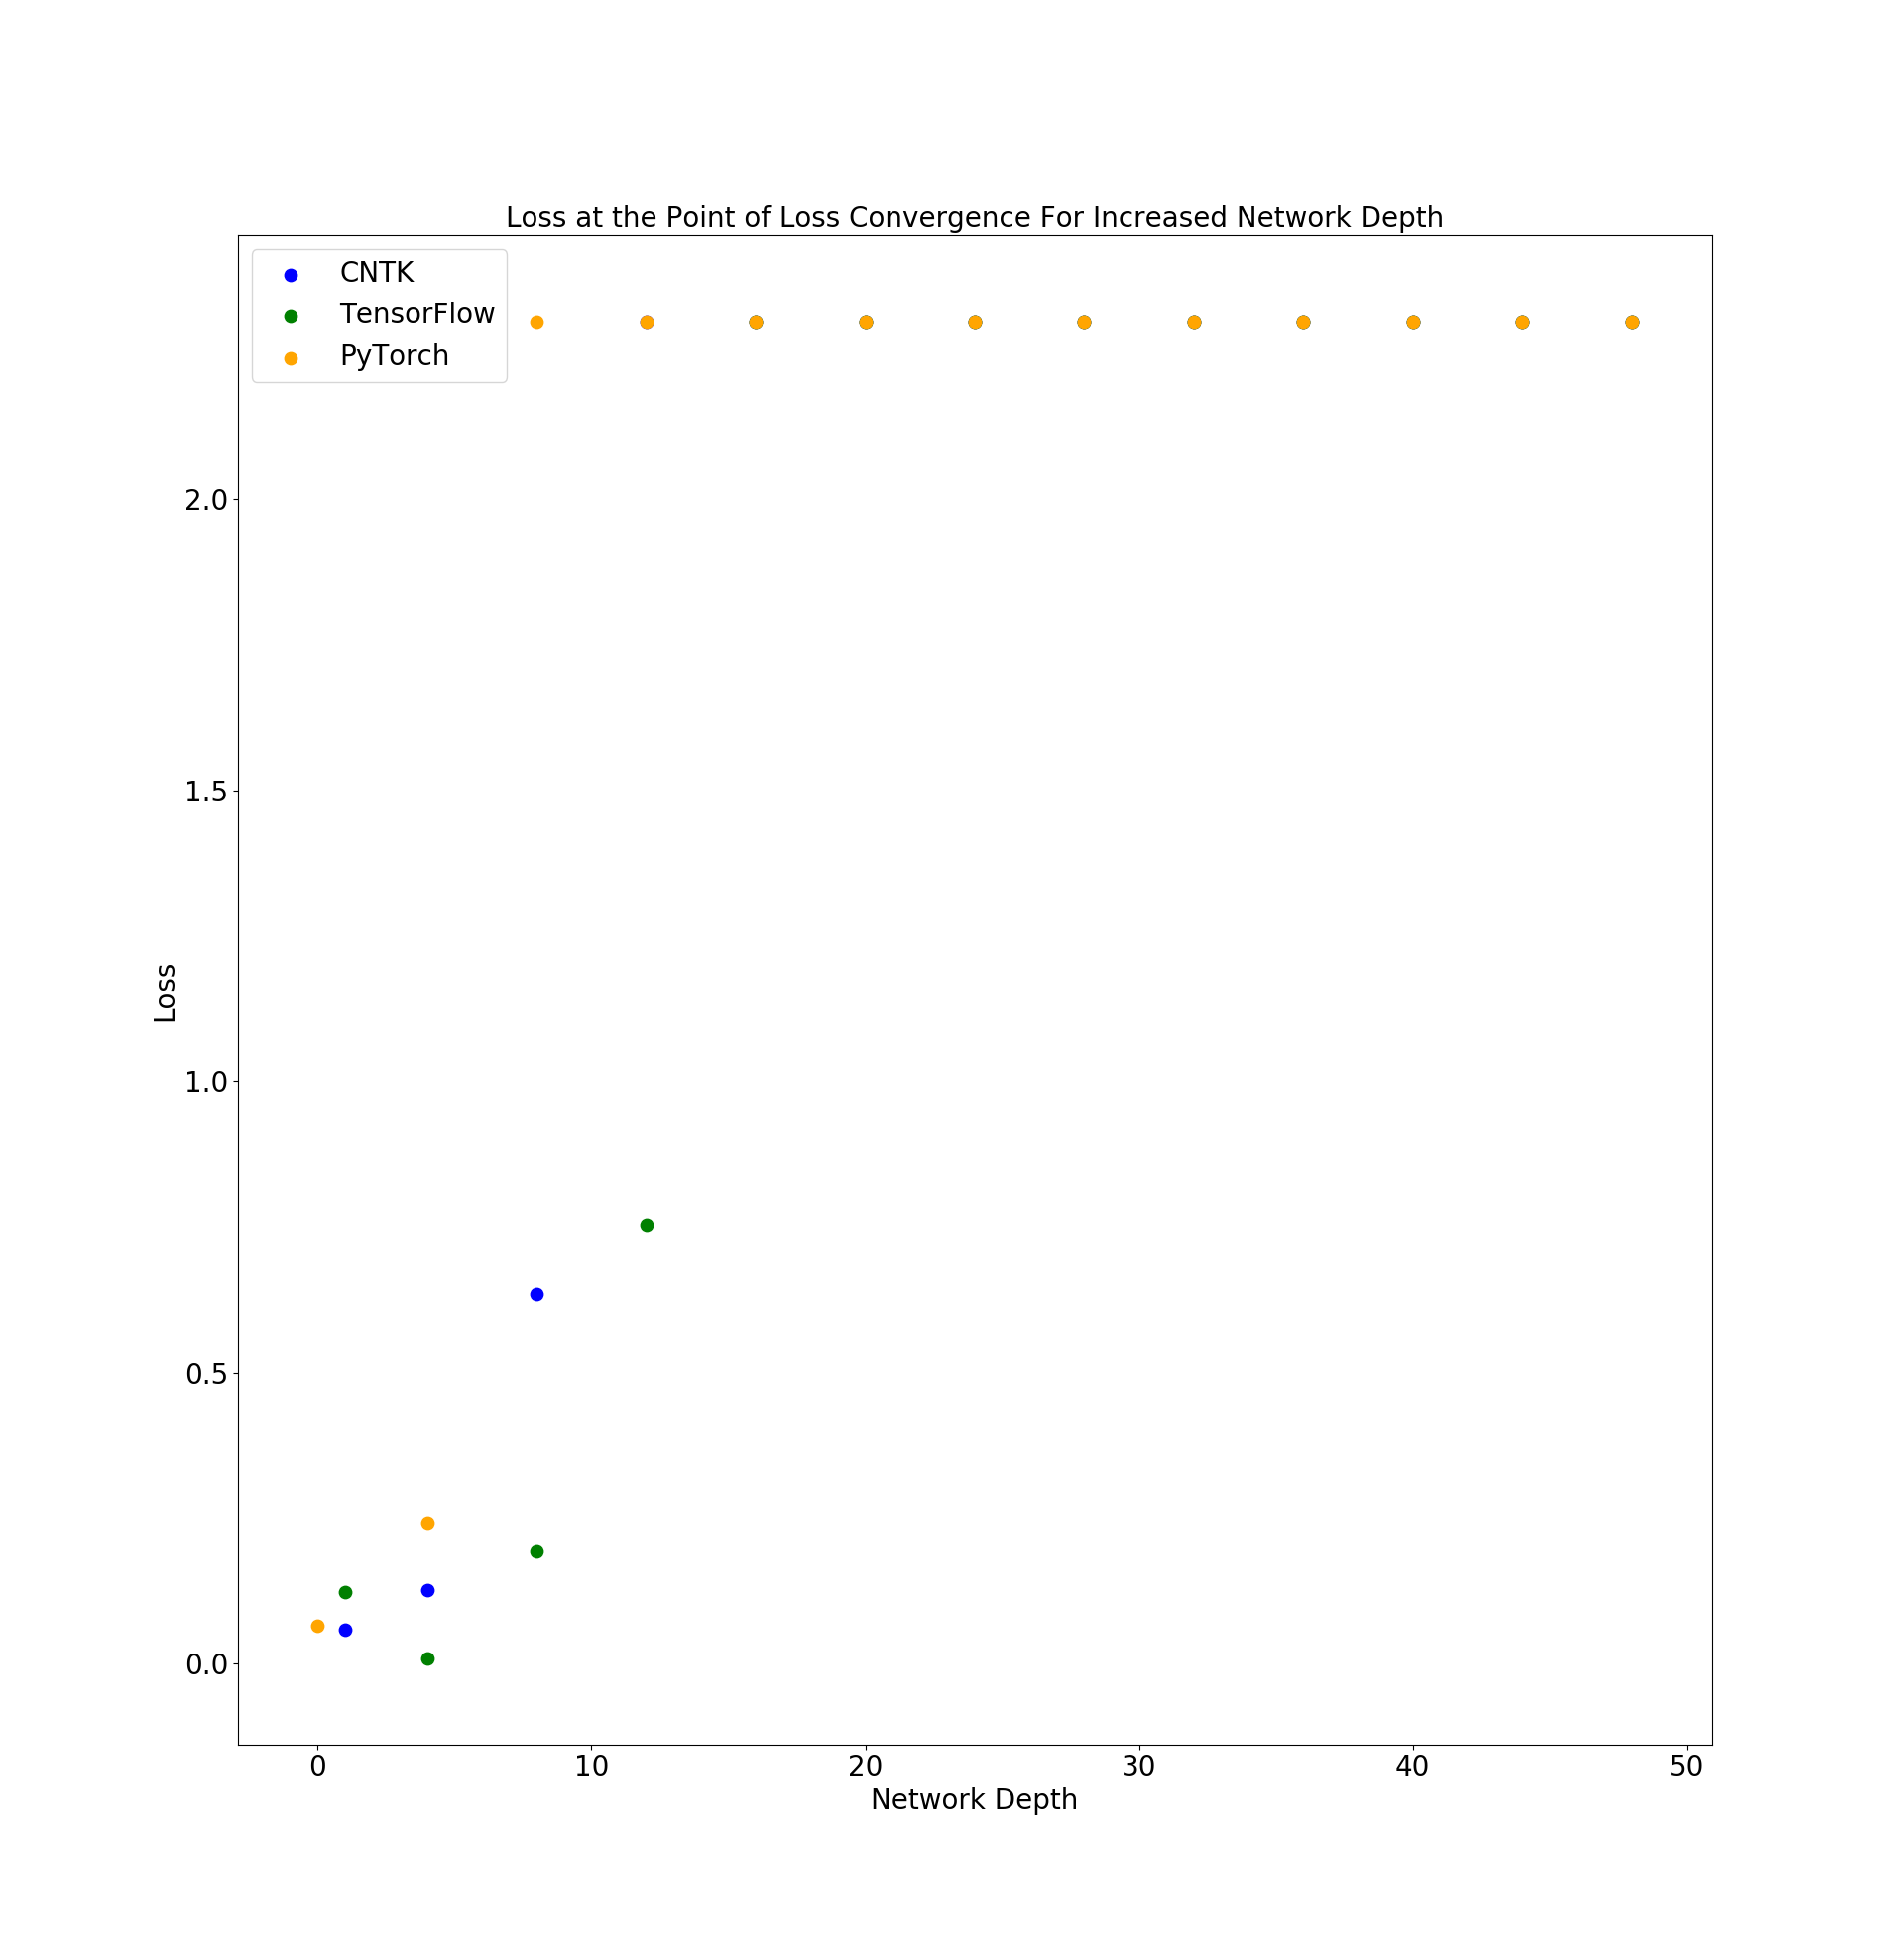 Loss at the Point of Loss Convergence For Increased Network Depth
CNTK
TensorFlow
PyTorch
2.0
1.5
1.0
0.5
0.0
Loss
0 10 20 30 40 50
Network Depth